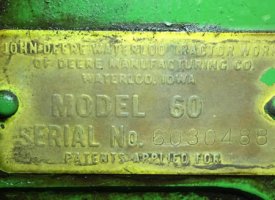 JOHN DEERE WATERLOO TRACTOR WORKS
OF DEERE MANUFACTURING CO.
WATERLOO, IOWA
MODEL 60
SERIAL No. 6030488
PATENTS APPLIED FOR